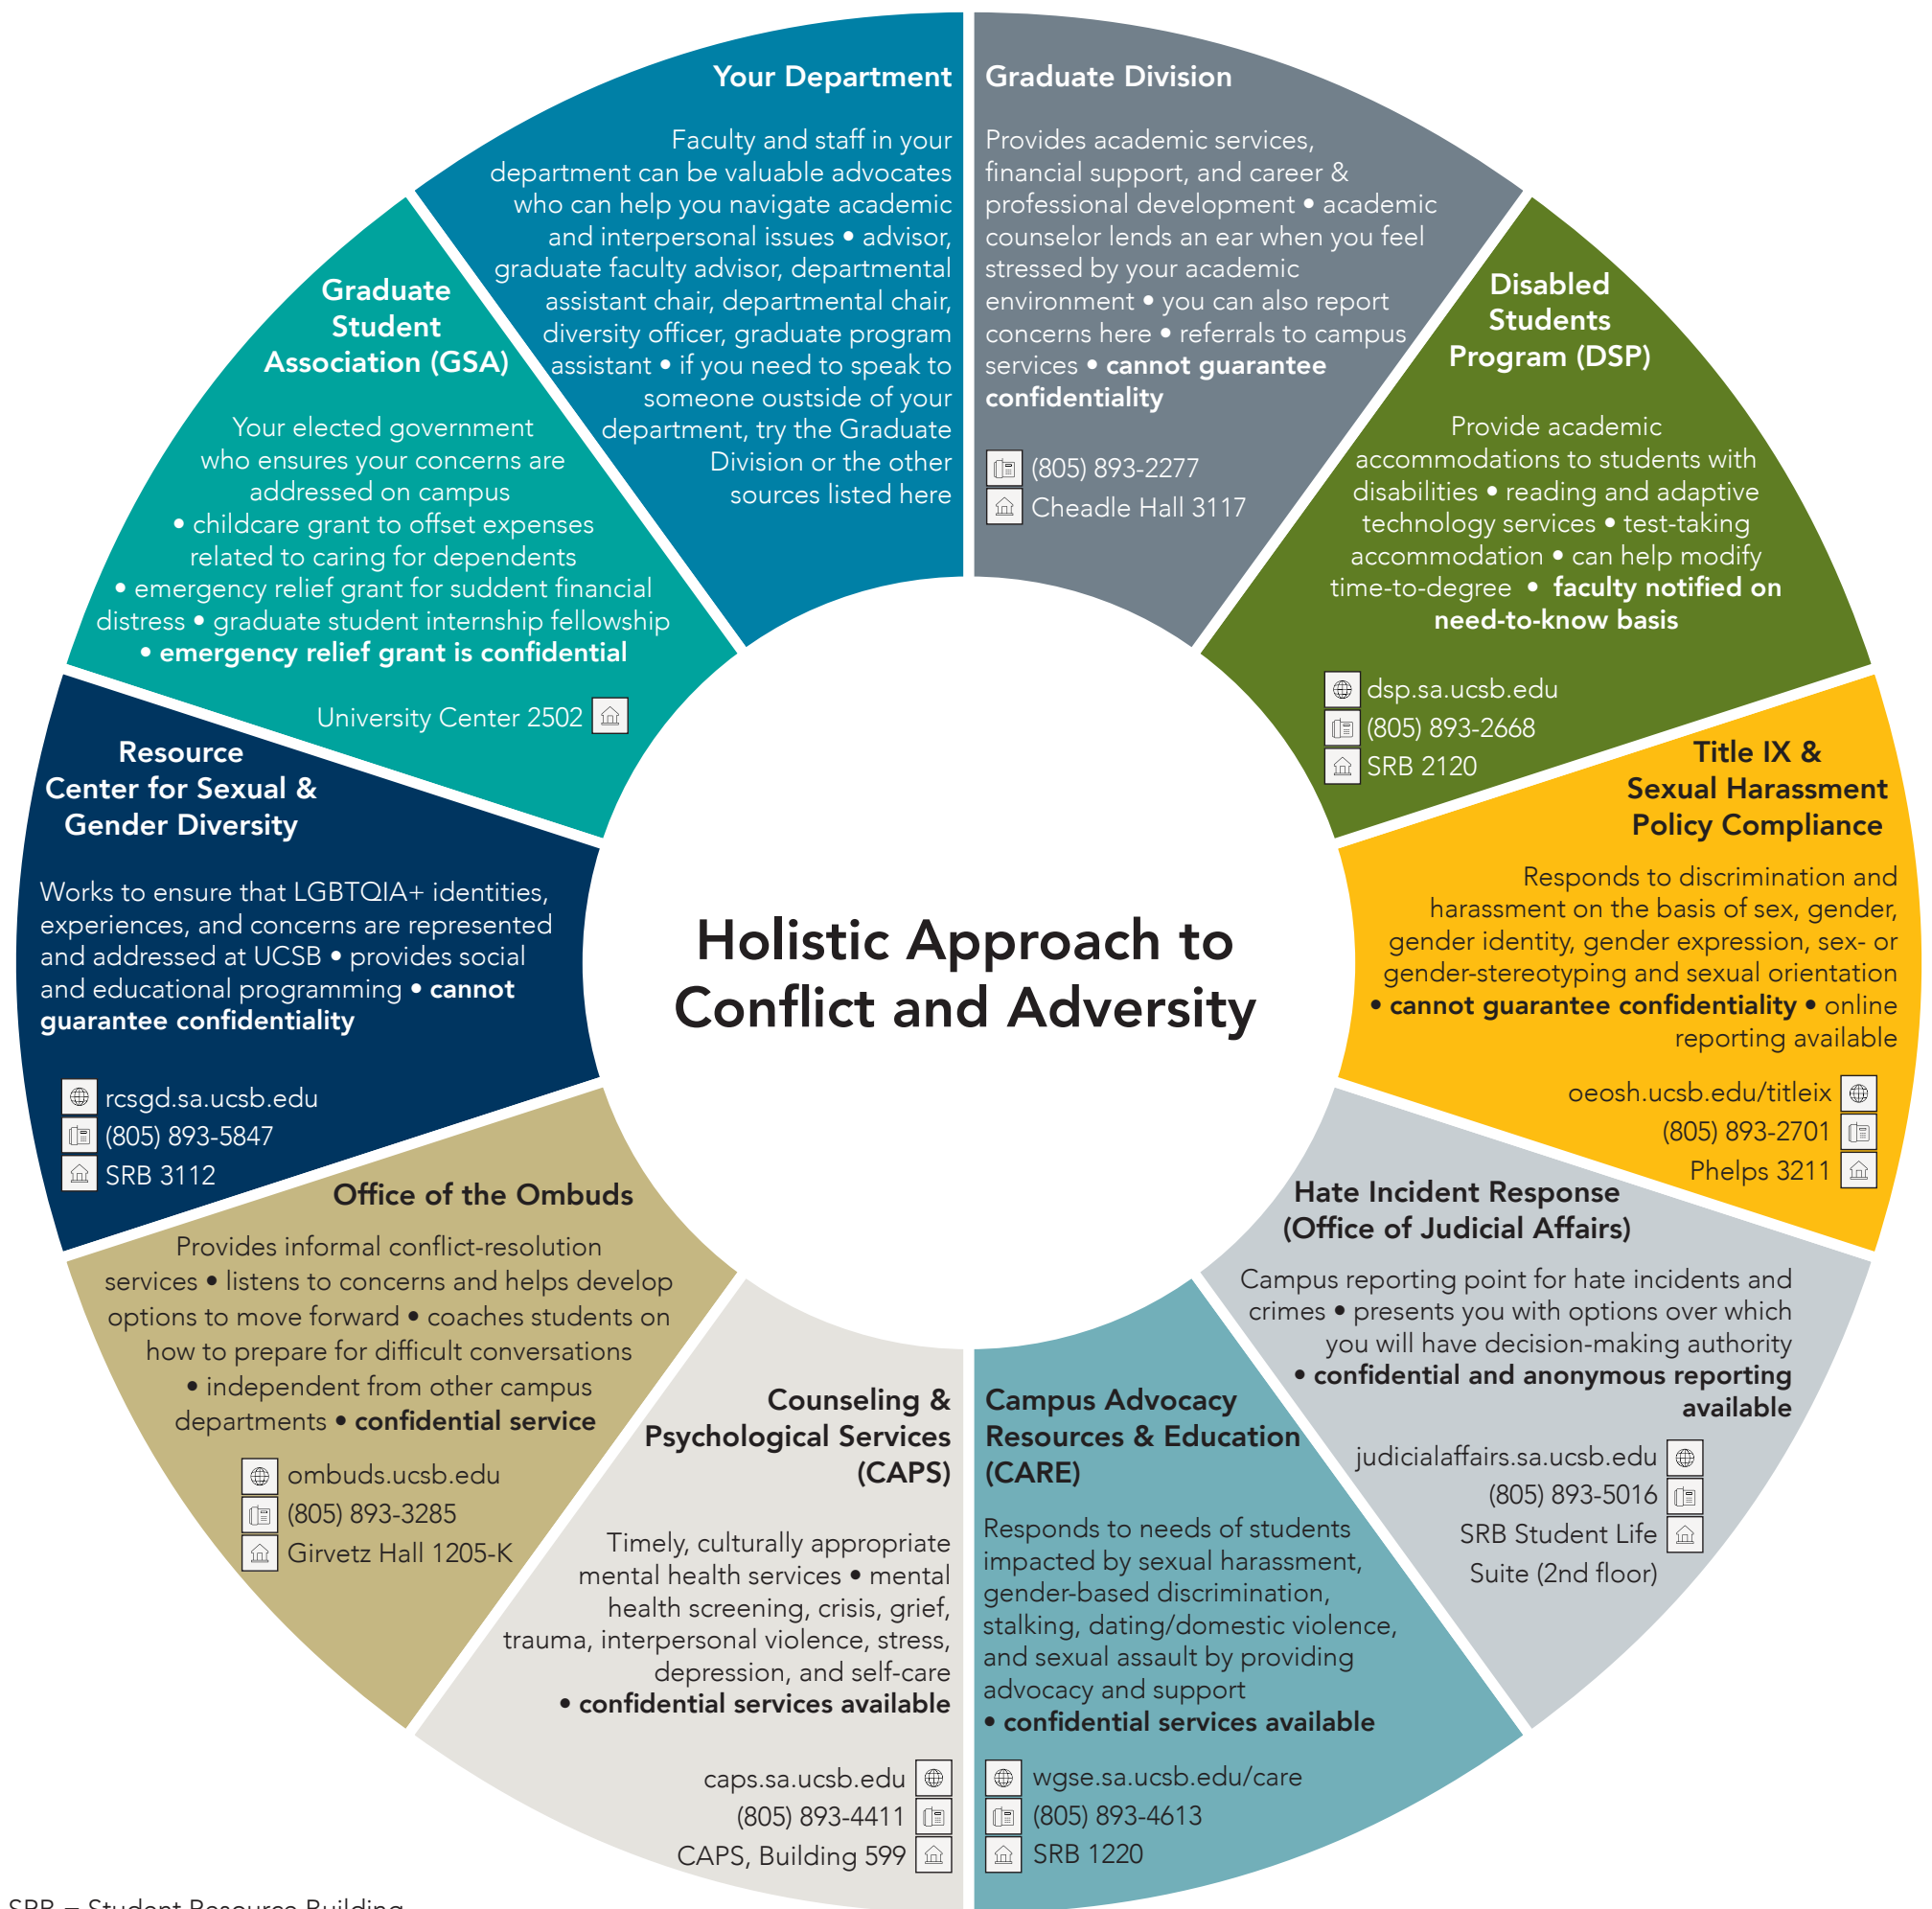 Your Department
Faculty and staff in your
department can be valuable advocates
who can help you navigate academic
and interpersonal issues • advisor,
graduate faculty advisor, departmental
assistant chair, departmental chair,
diversity officer, graduate program
assistant • if you need to speak to
someone oustside of your
department, try the Graduate
Division or the other
sources listed here
Graduate Division
Provides academic services,
financial support, and career &
professional development • academic
counselor lends an ear when you feel
stressed by your academic
environment • you can also report
concerns here • referrals to campus
services • cannot guarantee
confidentiality
(805) 893-2277
Cheadle Hall 3117
Disabled
Students
Program (DSP)
Provide academic
accommodations to students with
disabilities • reading and adaptive
technology services • test-taking
accommodation • can help modify
time-to-degree • faculty notified on
need-to-know basis
dsp.sa.ucsb.edu
(805) 893-2668
SRB 2120
Title IX &
Sexual Harassment
Policy Compliance
Responds to discrimination and
harassment on the basis of sex, gender,
gender identity, gender expression, sex- or
gender-stereotyping and sexual orientation
• cannot guarantee confidentiality • online
reporting available
oeosh.ucsb.edu/titleix
(805) 893-2701
Phelps 3211
Hate Incident Response
(Office of Judicial Affairs)
Campus reporting point for hate incidents and
crimes • presents you with options over which
you will have decision-making authority
• confidential and anonymous reporting
available
judicialaffairs.sa.ucsb.edu
(805) 893-5016
SRB Student Life
Suite (2nd floor)
Campus Advocacy
Resources & Education
(CARE)
Responds to needs of students
impacted by sexual harassment,
gender-based discrimination,
stalking, dating/domestic violence,
and sexual assault by providing
advocacy and support
• confidential services available
wgse.sa.ucsb.edu/care
(805) 893-4613
SRB 1220
Counseling &
Psychological Services
(CAPS)
Timely, culturally appropriate
mental health services • mental
health screening, crisis, grief,
trauma, interpersonal violence, stress,
depression, and self-care
• confidential services available
caps.sa.ucsb.edu
(805) 893-4411
CAPS, Building 599
Office of the Ombuds
Provides informal conflict-resolution
services • listens to concerns and helps develop
options to move forward • coaches students on
how to prepare for difficult conversations
• independent from other campus
departments • confidential service
ombuds.ucsb.edu
(805) 893-3285
Girvetz Hall 1205-K
Resource
Center for Sexual &
Gender Diversity
Works to ensure that LGBTQIA+ identities,
experiences, and concerns are represented
and addressed at UCSB • provides social
and educational programming • cannot
guarantee confidentiality
rcsgd.sa.ucsb.edu
(805) 893-5847
SRB 3112
Graduate
Student
Association (GSA)
Your elected government
who ensures your concerns are
addressed on campus
• childcare grant to offset expenses
related to caring for dependents
• emergency relief grant for suddent financial
distress • graduate student internship fellowship
• emergency relief grant is confidential
University Center 2502
Holistic Approach to
Conflict and Adversity
SRB = Student Resource Building